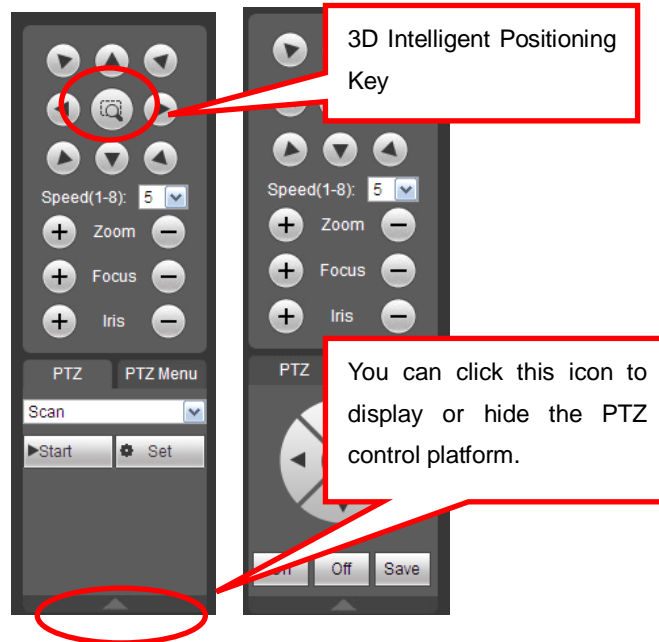 3D Intelligent Positioning
Key
Speed(1-8): 5
Zoom
Focus
Iris
PTZ PTZ Menu
Scan
Start Set
Speed(1-8): 5
Zoom
Focus
Iris
PTZ
You can click this icon to
display or hide the PTZ
control platform.
Off Save